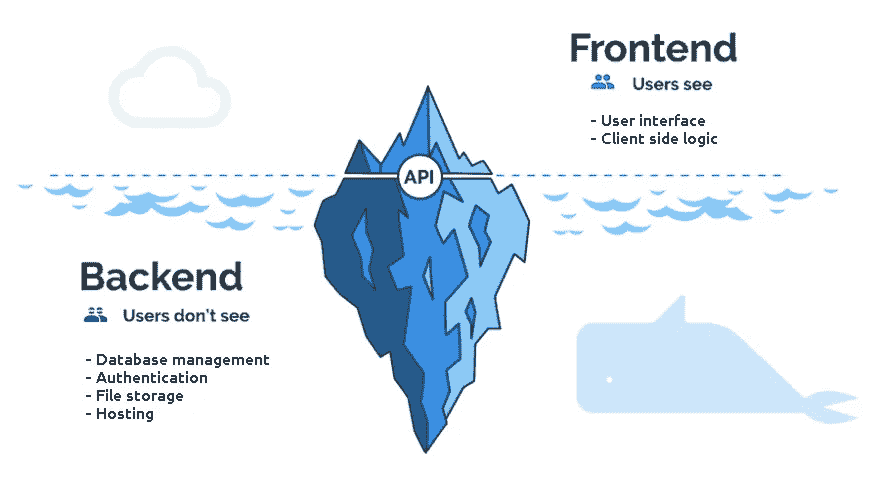 Frontend
Users see
- User interface
- Client side logic
API
Backend
Users don't see
- Database management
- Authentication
- File storage
- Hosting